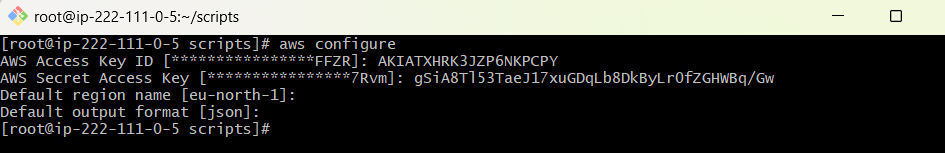 root@ip-222-111-0-5:~/scripts
[root@ip-222-111-0-5 scripts]# aws configure
AWS Access Key ID [****************FFZR]: AKIATXHRK3JZP6NKPCPY
AWS Secret Access Key [****************7Rvm]: 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
Default region name [eu-north-1]:
Default output format [json]:
[root@ip-222-111-0-5 scripts]#